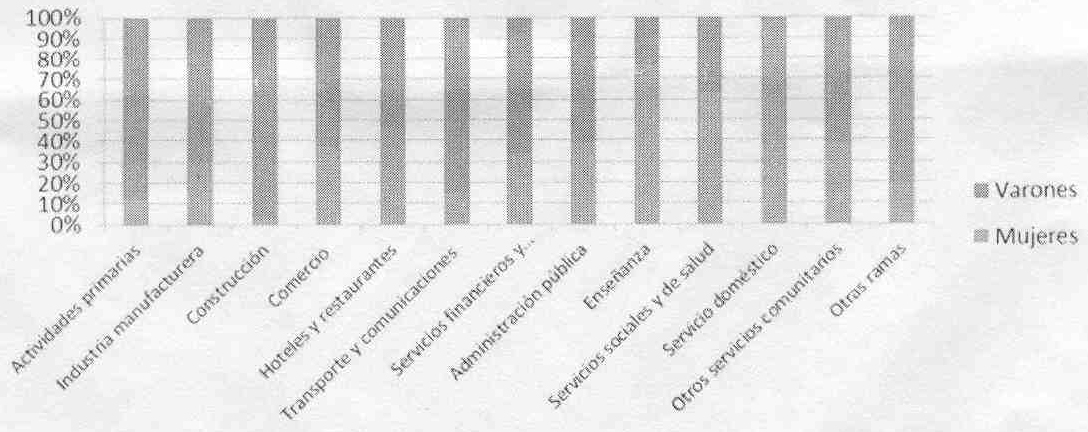 100%
90%
80%
70%
60%
50%
40%
30%
20%
10%
0%
Actividades primarias
Industria manufacturera
Construcción
Comercio
Hoteles y restaurantes
Transporte y comunicaciones
Servicios financieros y...
Administración pública
Enseñanza
Servicios sociales y de salud
Servicio doméstico
Otros servicios comunitarios
Otras ramas
Varones
Mujeres